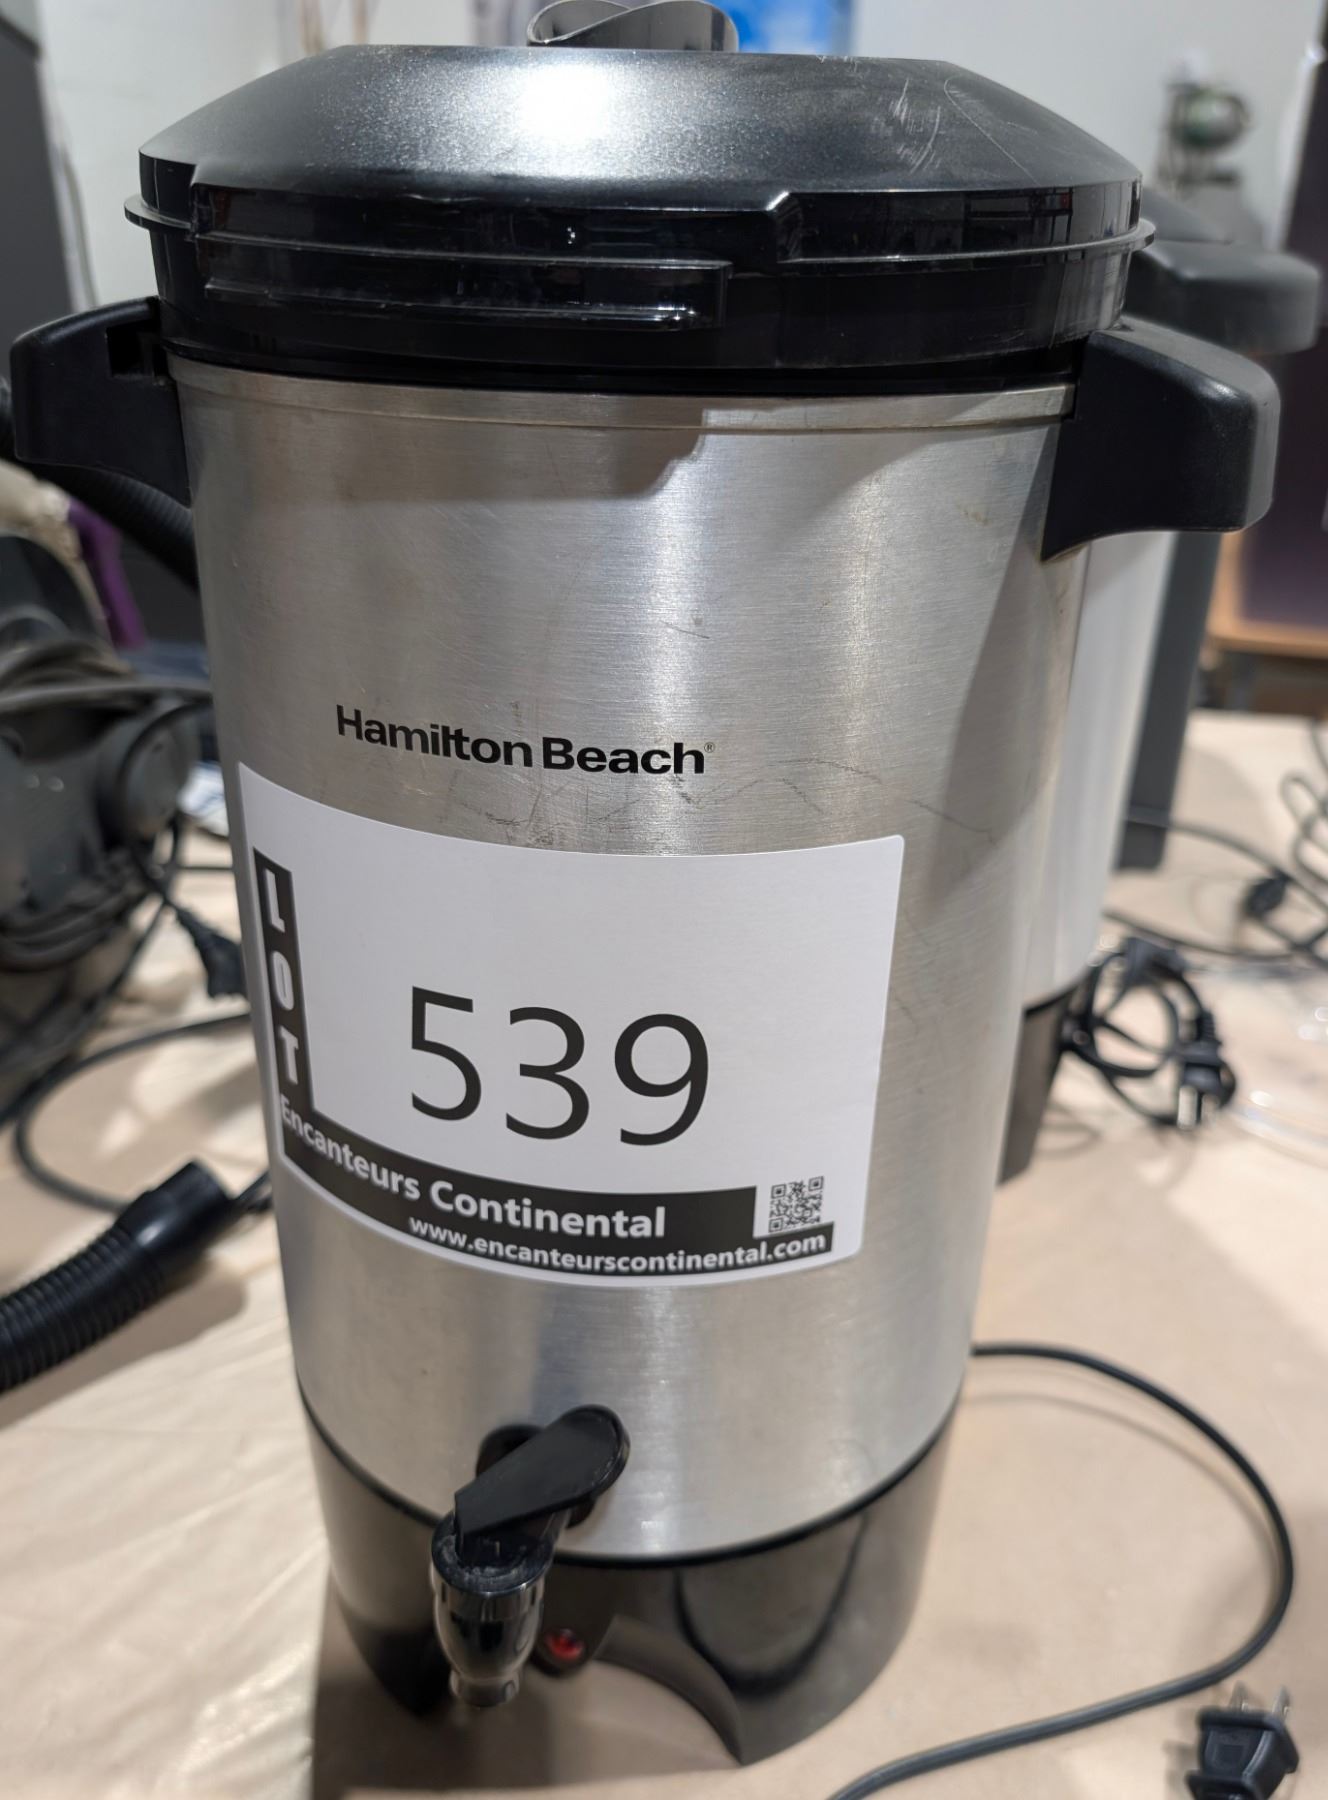 Hamilton Beach®
LOT
539
Encanteurs Continental
www.encanteurscontinental.com